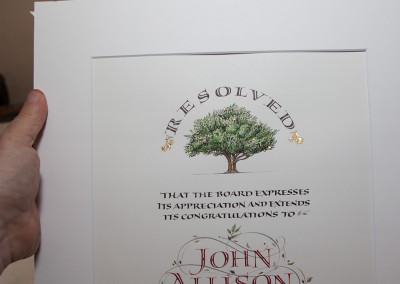 RESOLVED
THAT THE BOARD EXPRESSES
ITS APPRECIATION AND EXTENDS
ITS CONGRATULATIONS TO
JOHN
ALLISON